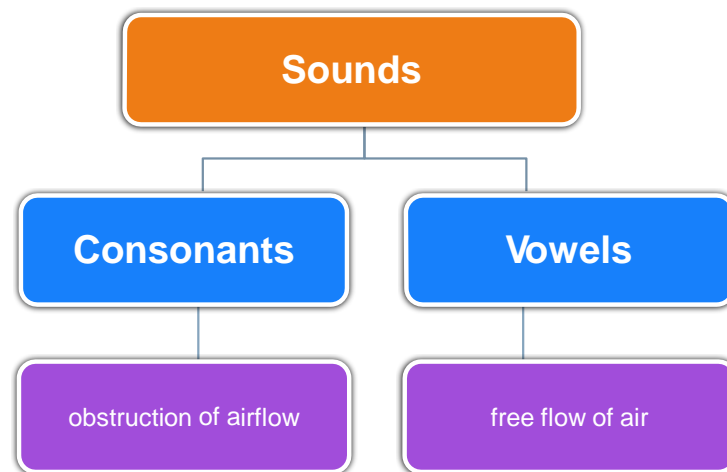 Sounds
Consonants
Vowels
obstruction of airflow
free flow of air